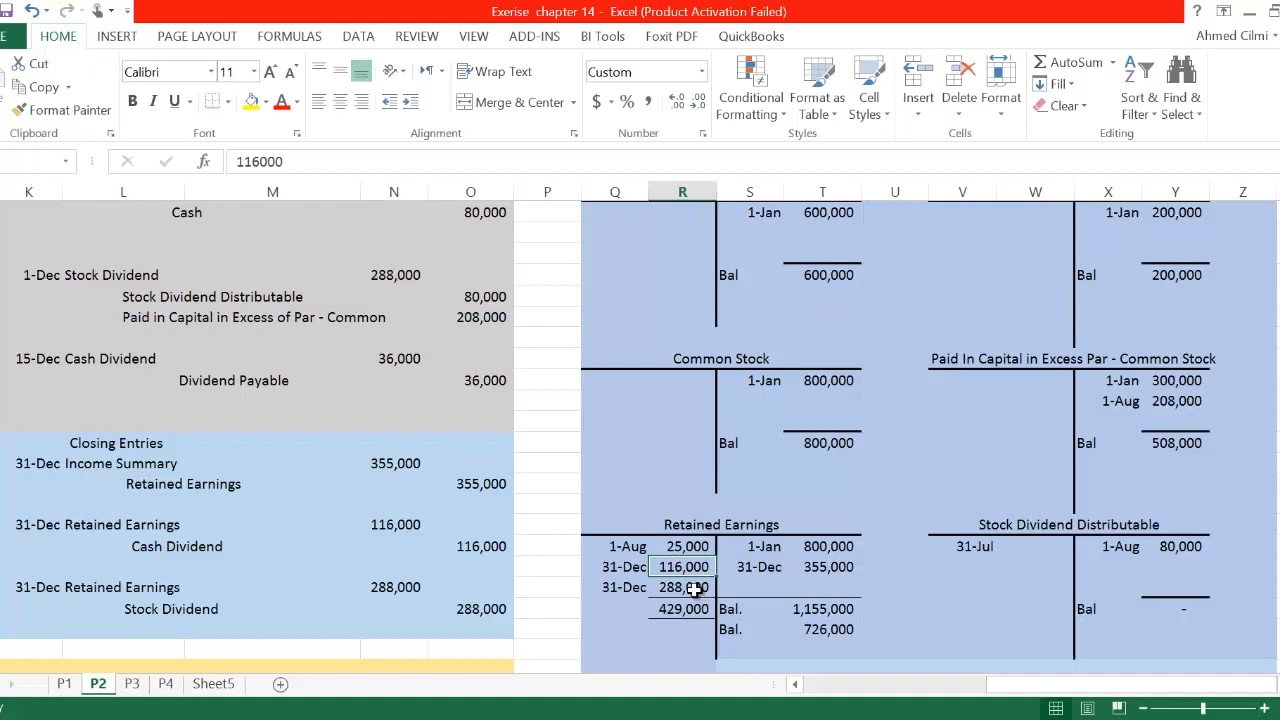 Exerise chapter 14 - Excel (Product Activation Failed)
HOME INSERT PAGE LAYOUT FORMULAS DATA REVIEW VIEW ADD-INS BI Tools Foxit PDF QuickBooks Ahmed Cilmi
Cut
Copy
Format Painter
Clipboard
Calibri 11
B I U
Font
Wrap Text
Merge & Center
Alignment
Custom
$ % ,
Number
Conditional Formatting
Format as Table
Cell Styles
Styles
Insert Delete Format
Cells
AutoSum
Fill
Clear
Sort & Filter
Find & Select
Editing
fx 116000
K L M N O P Q R S T U V W X Y Z
Cash 80,000
1-Dec Stock Dividend 288,000
Stock Dividend Distributable 80,000
Paid in Capital in Excess of Par - Common 208,000
15-Dec Cash Dividend 36,000
Dividend Payable 36,000
Closing Entries
31-Dec Income Summary 355,000
Retained Earnings 355,000
31-Dec Retained Earnings 116,000
Cash Dividend 116,000
31-Dec Retained Earnings 288,000
Stock Dividend 288,000
1-Jan 600,000
Bal 600,000
1-Jan 200,000
Bal 200,000
Common Stock
1-Jan 800,000
Bal 800,000
Paid In Capital in Excess Par - Common Stock
1-Jan 300,000
1-Aug 208,000
Bal 508,000
Retained Earnings
1-Aug 25,000 1-Jan 800,000
31-Dec 116,000 31-Dec 355,000
31-Dec
429,000 Bal. 1,155,000
Bal. 726,000
Stock Dividend Distributable
31-Jul 1-Aug 80,000
Bal -
P1 P2 P3 P4 Sheet5